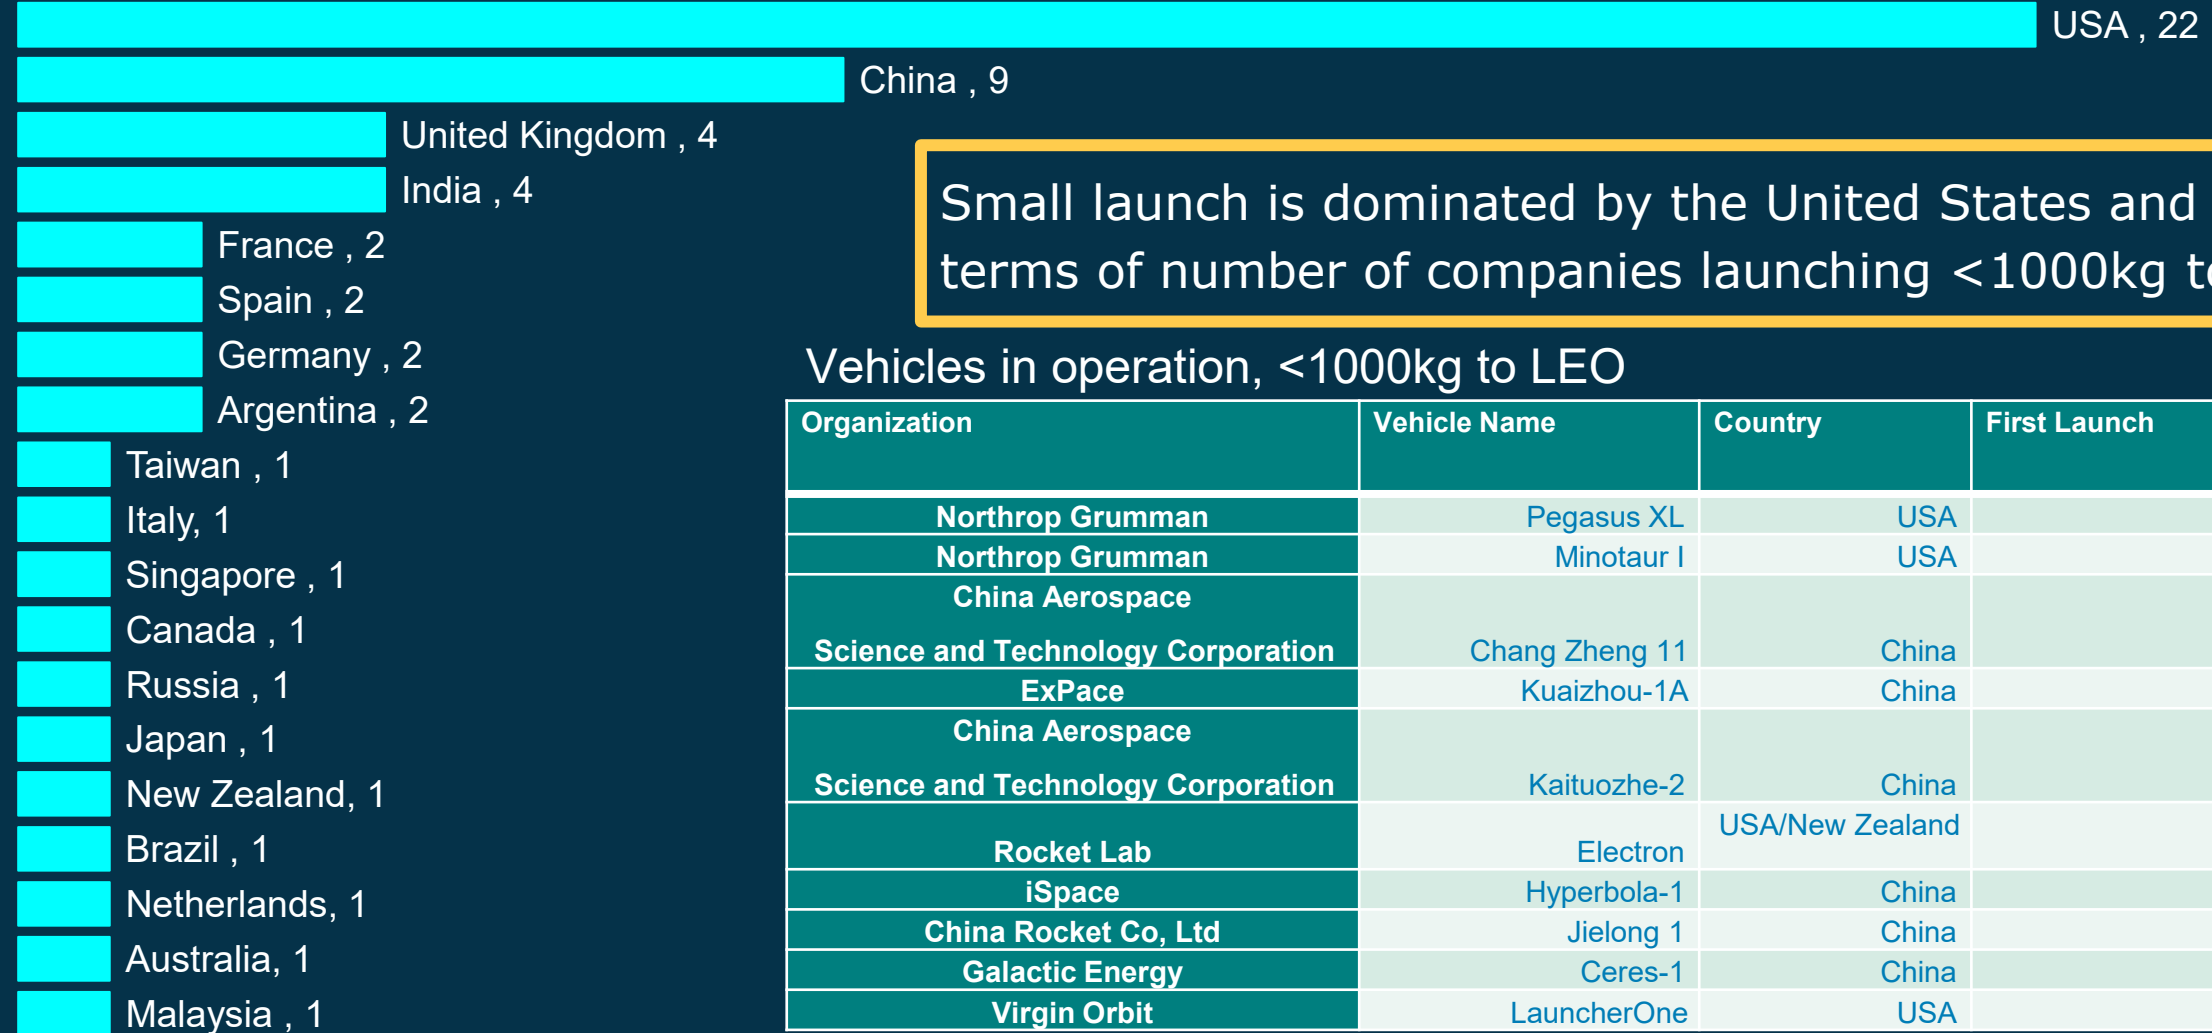 USA , 22
China , 9
United Kingdom , 4
India , 4
France , 2
Spain , 2
Germany , 2
Argentina , 2
Taiwan , 1
Italy, 1
Singapore , 1
Canada , 1
Russia , 1
Japan , 1
New Zealand, 1
Brazil , 1
Netherlands, 1
Australia, 1
Malaysia , 1
Small launch is dominated by the United States and
terms of number of companies launching <1000kg
Vehicles in operation, <1000kg to LEO
Organization Vehicle Name Country First Launch
Northrop Grumman Pegasus XL USA
Northrop Grumman Minotaur I USA
China Aerospace
Science and Technology Corporation Chang Zheng 11 China
ExPace Kuaizhou-1A China
China Aerospace
Science and Technology Corporation Kaituozhe-2 China
USA/New Zealand
Rocket Lab Electron
iSpace Hyperbola-1 China
China Rocket Co, Ltd Jielong 1 China
Galactic Energy Ceres-1 China
Virgin Orbit LauncherOne USA